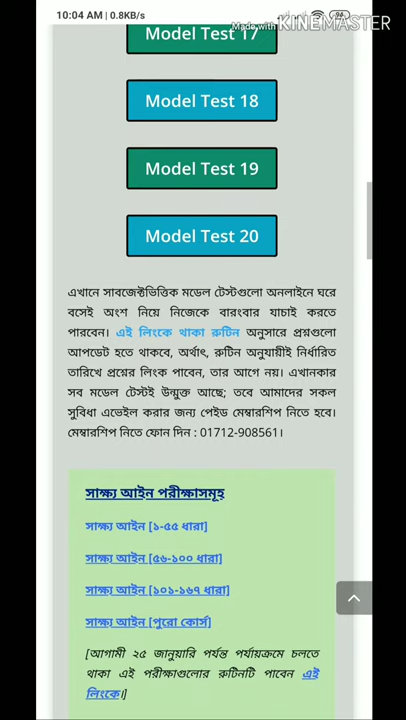 10:04 AM | 0.8KB/s
94
Made with KINEMASTER
Model Test 17
Model Test 18
Model Test 19
Model Test 20
এখানে সাবজেক্টভিত্তিক মডেল টেস্টগুলো অনলাইনে ঘরে
বসেই অংশ নিয়ে নিজেকে বারংবার যাচাই করতে
পারবেন। এই লিংকে থাকা রুটিন অনুসারে প্রশ্নগুলো
আপডেট হতে থাকবে, অর্থাৎ, রুটিন অনুযায়ীই নির্ধারিত
তারিখে প্রশ্নের লিংক পাবেন, তার আগে নয়। এখানকার
সব মডেল টেস্টই উন্মুক্ত আছে; তবে আমাদের সকল
সুবিধা এভেইল করার জন্য পেইড মেম্বারশিপ নিতে হবে।
মেম্বারশিপ নিতে ফোন দিন : 01712-908561।
সাক্ষ্য আইন পরীক্ষাসমূহ
সাক্ষ্য আইন [১-৫৫ ধারা]
সাক্ষ্য আইন [৫৬-১০০ ধারা]
সাক্ষ্য আইন [১০১-১৬৭ ধারা]
সাক্ষ্য আইন [পুরো কোর্স]
[আগামী ২৫ জানুয়ারি পর্যন্ত পর্যায়ক্রমে চলতে
থাকা এই পরীক্ষাগুলোর রুটিনটি পাবেন এই
লিংকে।]